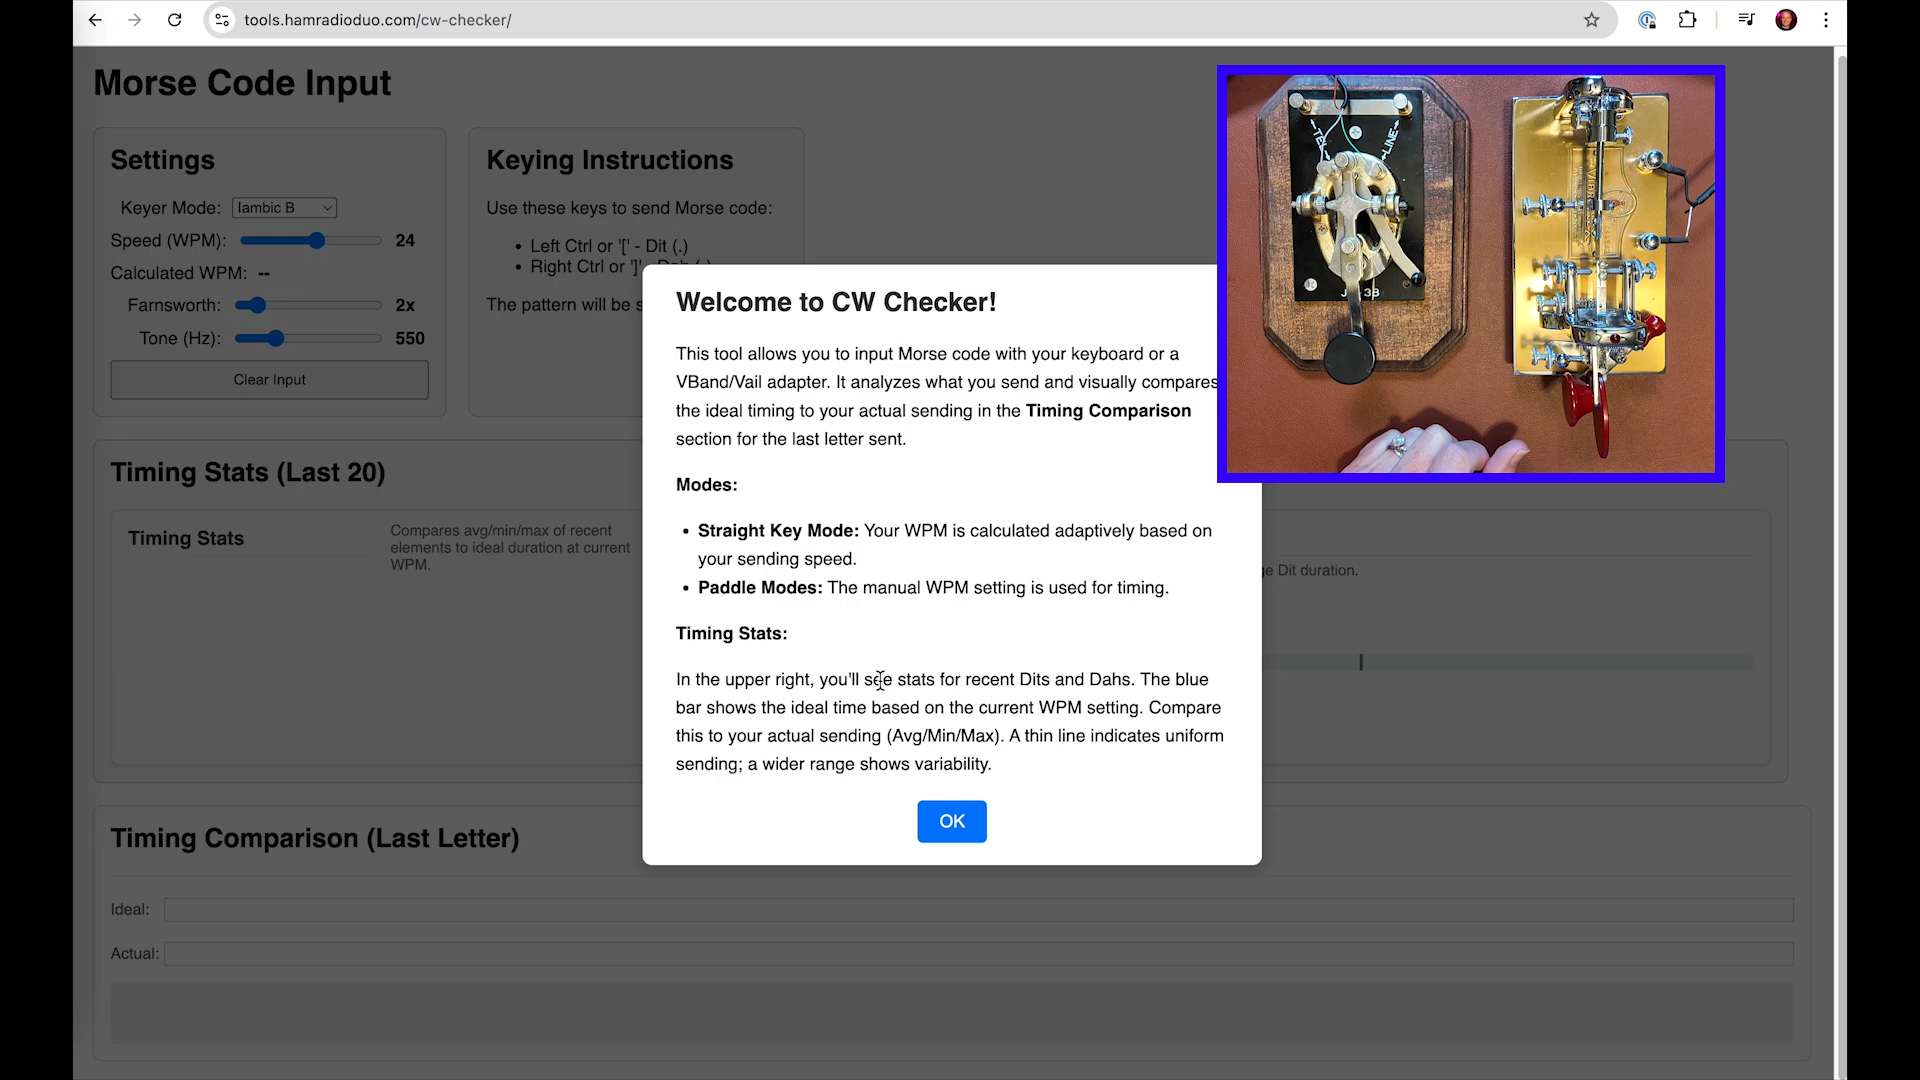 tools.hamradioduo.com/cw-checker/
Morse Code Input
Settings
Keyer Mode: Iambic B
Speed (WPM): 24
Calculated WPM: --
Farnsworth: 2x
Tone (Hz): 550
Clear Input
Keying Instructions
Use these keys to send Morse code:
• Left Ctrl or '[' - Dit (.)
• Right Ctrl or ']' - Dah (-)
The pattern will be s
TEL
LINE
Welcome to CW Checker!
This tool allows you to input Morse code with your keyboard or a
VBand/Vail adapter. It analyzes what you send and visually compares
the ideal timing to your actual sending in the Timing Comparison
section for the last letter sent.
Modes:
• Straight Key Mode: Your WPM is calculated adaptively based on
your sending speed.
• Paddle Modes: The manual WPM setting is used for timing.
Timing Stats:
In the upper right, you'll see stats for recent Dits and Dahs. The blue
bar shows the ideal time based on the current WPM setting. Compare
this to your actual sending (Avg/Min/Max). A thin line indicates uniform
sending; a wider range shows variability.
OK
Timing Stats (Last 20)
Timing Stats
Compares avg/min/max of recent
elements to ideal duration at current
WPM.
ge Dit duration.
Timing Comparison (Last Letter)
Ideal:
Actual: